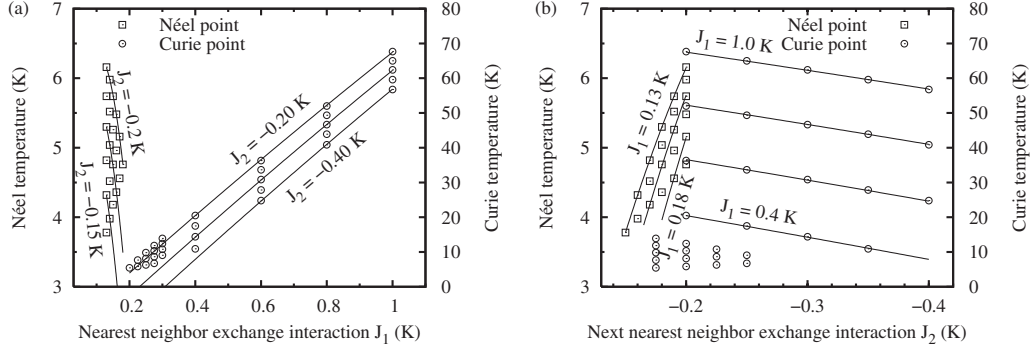 (a)
7
6
5
4
3
Néel temperature (K)
Néel point
Curie point
J2 = −0.2 K
J2 = −0.15 K
J2 = −0.20 K
J2 = −0.40 K
80
70
60
50
40
30
20
10
0
Curie temperature (K)
0.2 0.4 0.6 0.8 1
Nearest neighbor exchange interaction J1 (K)
(b)
7
6
5
4
3
Néel temperature (K)
Néel point
Curie point
J1 = 1.0 K
J1 = 0.13 K
J1 = 0.18 K
J1 = 0.4 K
80
70
60
50
40
30
20
10
0
Curie temperature (K)
−0.2 −0.3 −0.4
Next nearest neighbor exchange interaction J2 (K)